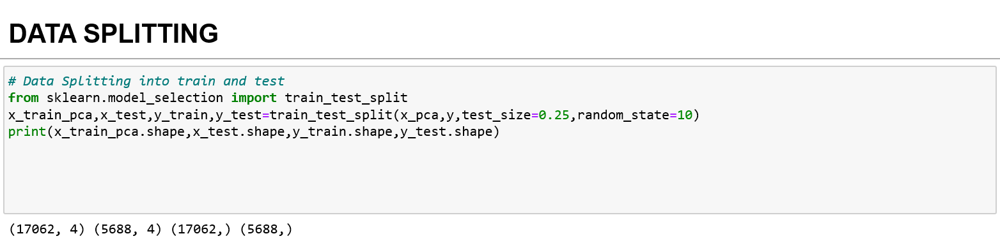 DATA SPLITTING
# Data Splitting into train and test
from sklearn.model_selection import train_test_split
x_train_pca,x_test,y_train,y_test=train_test_split(x_pca,y,test_size=0.25,random_state=10)
print(x_train_pca.shape,x_test.shape,y_train.shape,y_test.shape)
(17062, 4) (5688, 4) (17062,) (5688,)